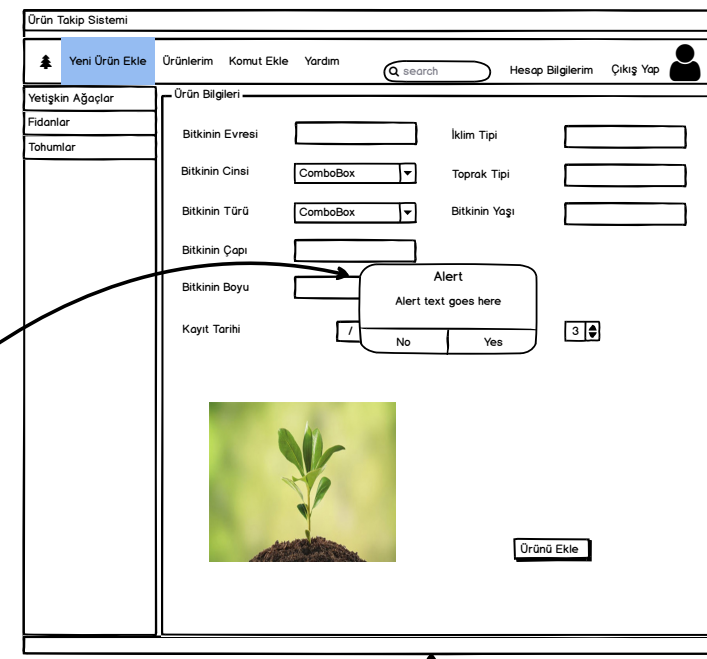 Ürün Takip Sistemi
Yeni Ürün Ekle Ürünlerim Komut Ekle Yardım search Hesap Bilgilerim Çıkış Yap
Yetişkin Ağaçlar
Fidanlar
Tohumlar
Ürün Bilgileri
Bitkinin Evresi İklim Tipi
Bitkinin Cinsi ComboBox Toprak Tipi
Bitkinin Türü ComboBox Bitkinin Yaşı
Bitkinin Çapı
Bitkinin Boyu
Kayıt Tarihi / 3
Alert
Alert text goes here
No Yes
Ürünü Ekle